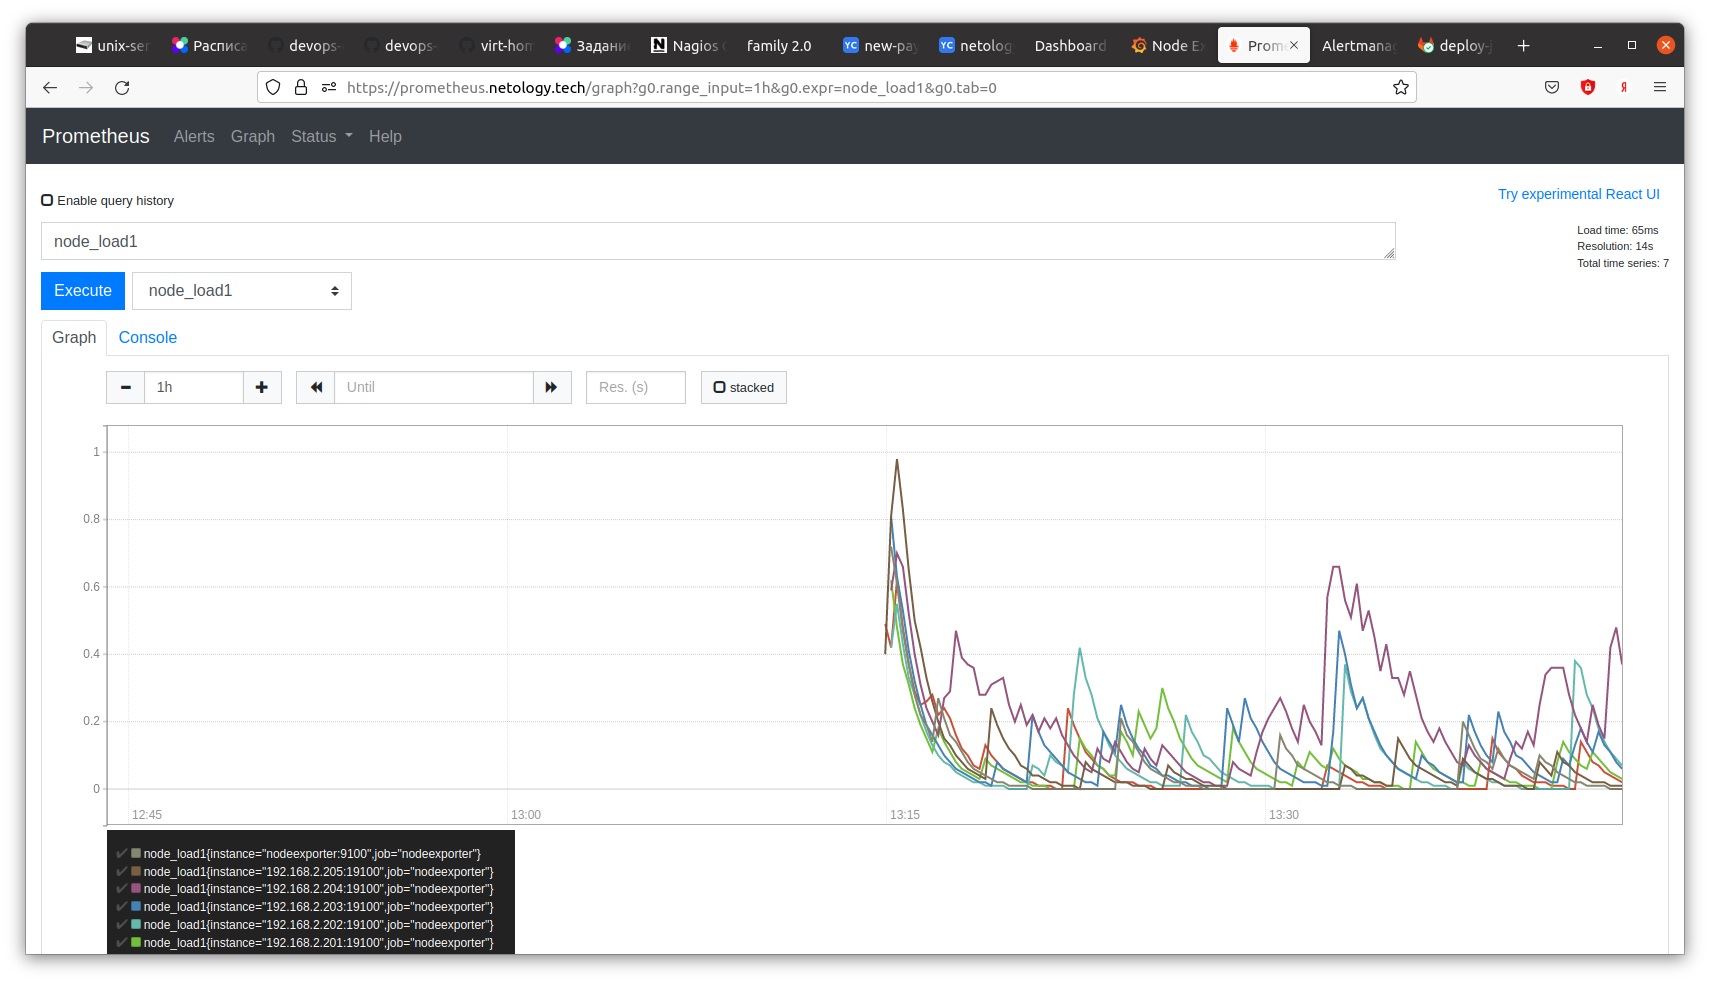 unix-ser
Расписа
devops-
devops-
virt-hom
Задани
Nagios
family 2.0
YC new-pay
YC netolog
Dashboard
Node Ex
Prom
Alertmana
deploy-j
https://prometheus.netology.tech/graph?g0.range_input=1h&g0.expr=node_load1&g0.tab=0
Я
Prometheus Alerts Graph Status Help
Enable query history
Try experimental React UI
node_load1
Load time: 65ms
Resolution: 14s
Total time series: 7
Execute
node_load1
Graph Console
1h
Until
Res. (s)
stacked
1
0.8
0.6
0.4
0.2
0
12:45 13:00 13:15 13:30
node_load1{instance="nodeexporter:9100",job="nodeexporter"}
node_load1{instance="192.168.2.205:19100",job="nodeexporter"}
node_load1{instance="192.168.2.204:19100",job="nodeexporter"}
node_load1{instance="192.168.2.203:19100",job="nodeexporter"}
node_load1{instance="192.168.2.202:19100",job="nodeexporter"}
node_load1{instance="192.168.2.201:19100",job="nodeexporter"}